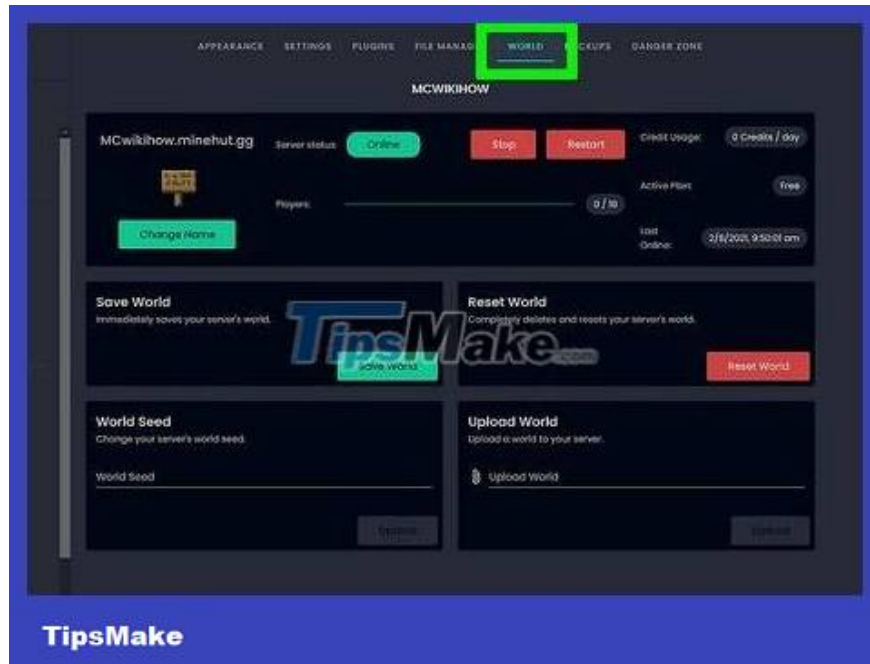 APPEARANCE SETTINGS PLUGINS FILE MANAG WORLD CKUPS DANGER ZONE
MCWIKIHOW
MCwikihow.minehut.gg
Server status: Online
Stop Restart
Credit Usage: 0 Credits / day
Players: 0 / 10
Active Plan: Free
Change Name
Last Online: 2/6/2021, 9:50:01 am
Save World
Immediately saves your server's world.
Save World
Reset World
Completely deletes and resets your server's world.
Reset World
TipsMake.com
World Seed
Change your server's world seed.
World Seed
Update
Upload World
Upload a world to your server.
Upload World
Upload
TipsMake